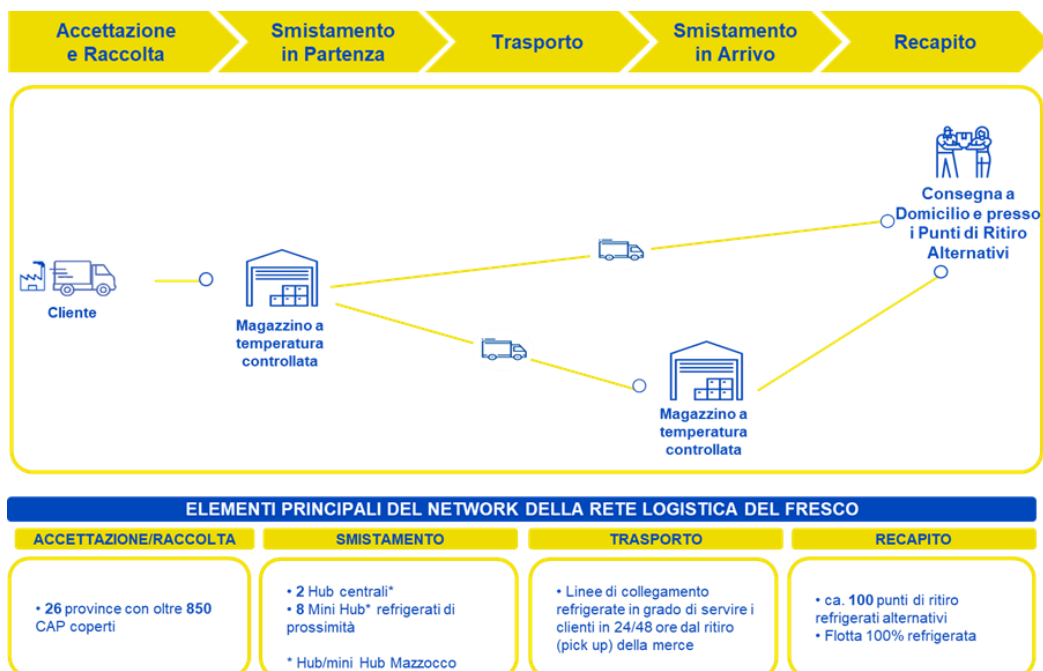 Accettazione
e Raccolta
Smistamento
in Partenza
Trasporto
Smistamento
in Arrivo
Recapito
Consegna a
Domicilio e presso
i Punti di Ritiro
Alternativi
Cliente
Magazzino a
temperatura
controllata
Magazzino a
temperatura
controllata
ELEMENTI PRINCIPALI DEL NETWORK DELLA RETE LOGISTICA DEL FRESCO
ACCETTAZIONE/RACCOLTA
• 26 province con oltre 850
CAP coperti
SMISTAMENTO
• 2 Hub centrali*
• 8 Mini Hub* refrigerati di
prossimità
* Hub/mini Hub Mazzocco
TRASPORTO
• Linee di collegamento
refrigerate in grado di servire i
clienti in 24/48 ore dal ritiro
(pick up) della merce
RECAPITO
• ca. 100 punti di ritiro
refrigerati alternativi
• Flotta 100% refrigerata